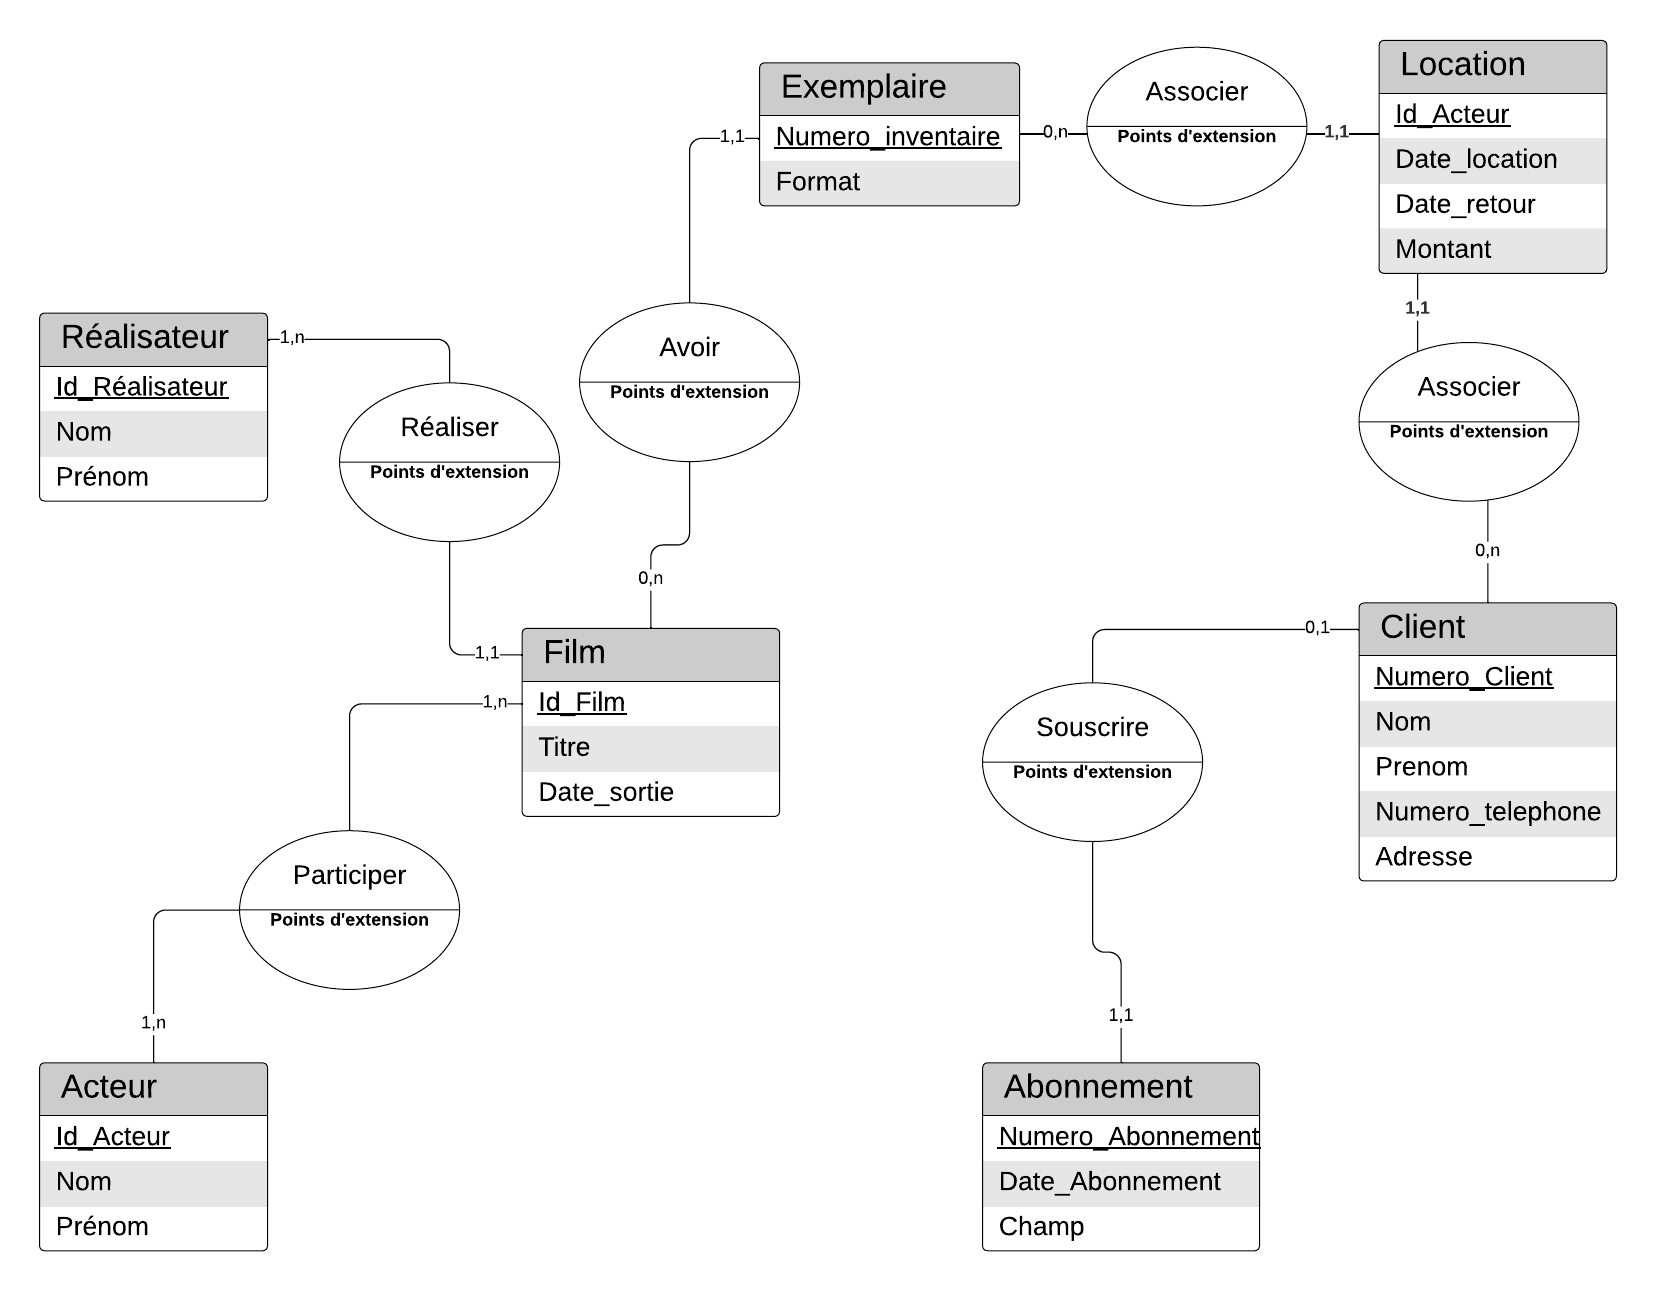 Exemplaire
Numero_inventaire
Format
1,1
0,n
Associer
Points d'extension
1,1
Location
Id_Acteur
Date_location
Date_retour
Montant
1,1
Associer
Points d'extension
0,n
Réalisateur
Id_Réalisateur
Nom
Prénom
1,n
Réaliser
Points d'extension
1,1
Avoir
Points d'extension
0,n
Film
Id_Film
Titre
Date_sortie
1,n
Participer
Points d'extension
1,n
Acteur
Id_Acteur
Nom
Prénom
Client
Numero_Client
Nom
Prenom
Numero_telephone
Adresse
0,1
Souscrire
Points d'extension
1,1
Abonnement
Numero_Abonnement
Date_Abonnement
Champ